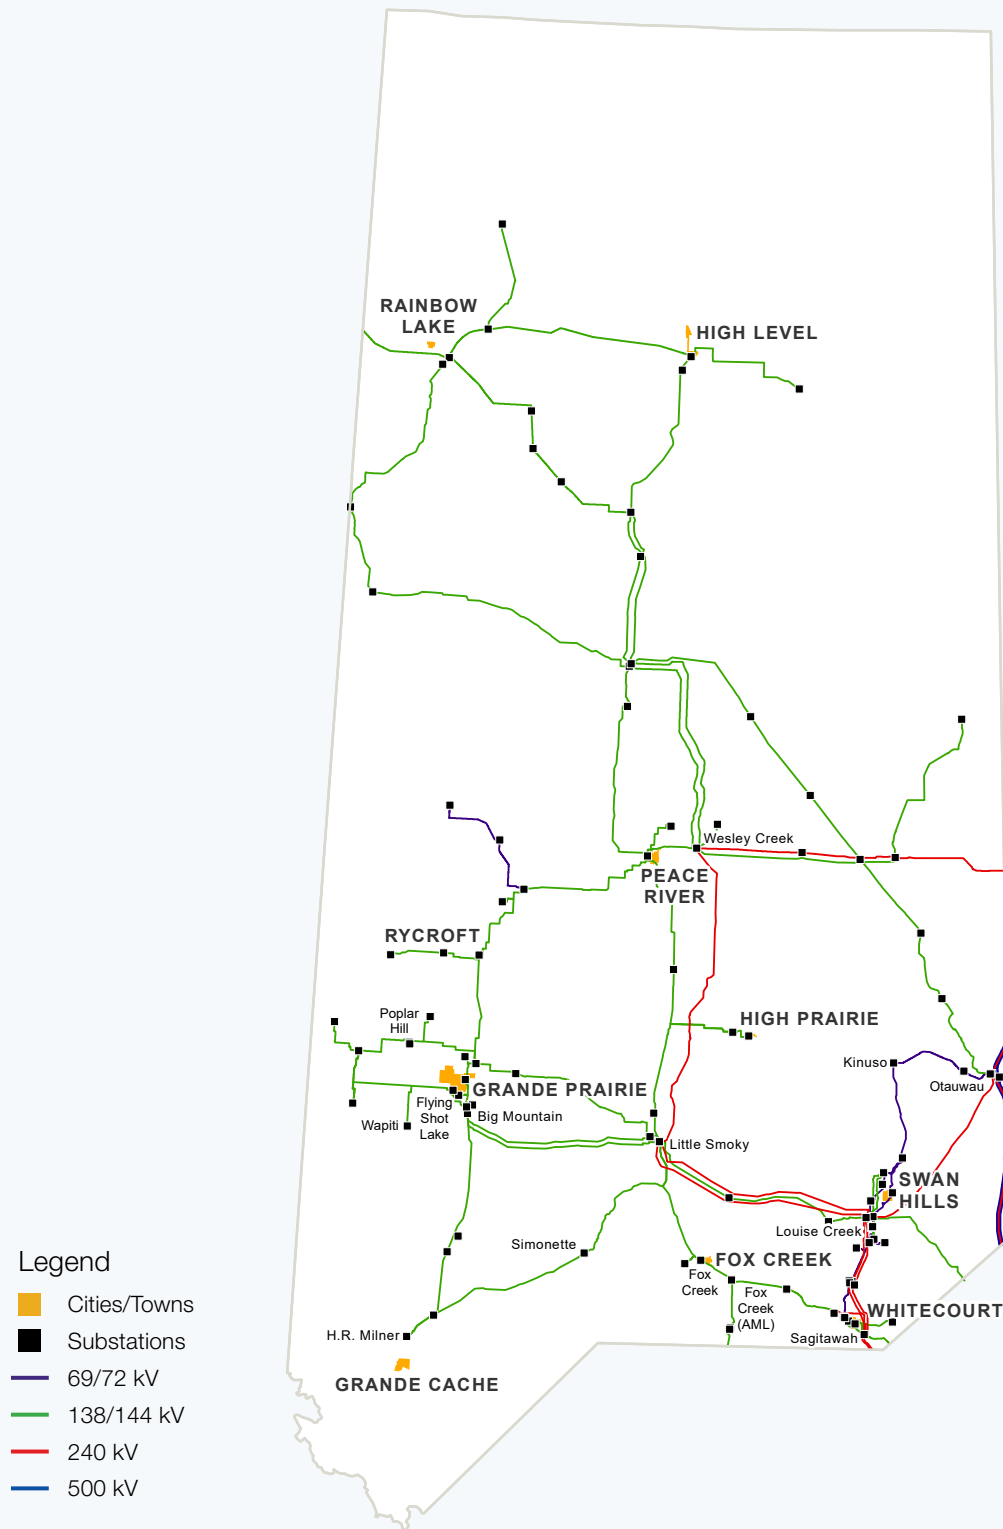 RAINBOW
LAKE
HIGH LEVEL
Wesley Creek
PEACE
RIVER
RYCROFT
Poplar
Hill
HIGH PRAIRIE
Kinuso
Otauwau
GRANDE PRAIRIE
Flying
Shot
Lake
Big Mountain
Wapiti
Little Smoky
SWAN
HILLS
Louise Creek
Simonette
FOX CREEK
Fox
Creek
Fox
Creek
(AML)
WHITECOURT
Sagitawah
H.R. Milner
GRANDE CACHE
Legend
Cities/Towns
Substations
69/72 kV
138/144 kV
240 kV
500 kV